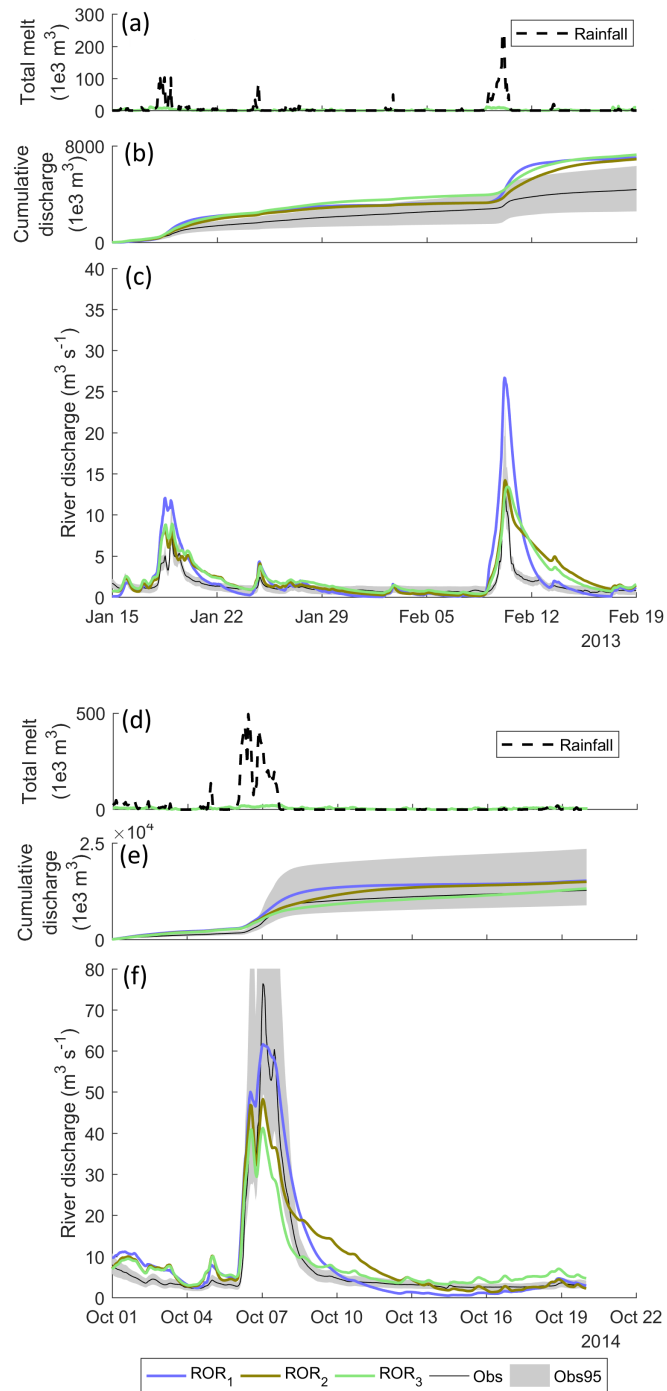 (a)
Total melt
(1e3 m³)
300
200
100
0
Rainfall
(b)
Cumulative
discharge
(1e3 m³)
8000
0
(c)
River discharge (m³ s⁻¹)
40
35
30
25
20
15
10
5
0
Jan 15
Jan 22
Jan 29
Feb 05
Feb 12
Feb 19
2013
(d)
Total melt
(1e3 m³)
500
0
Rainfall
(e)
Cumulative
discharge
(1e3 m³)
× 10⁴
2.5
0
(f)
River discharge (m³ s⁻¹)
80
70
60
50
40
30
20
10
0
Oct 01
Oct 04
Oct 07
Oct 10
Oct 13
Oct 16
Oct 19
Oct 22
2014
ROR₁ ROR₂ ROR₃ Obs Obs95